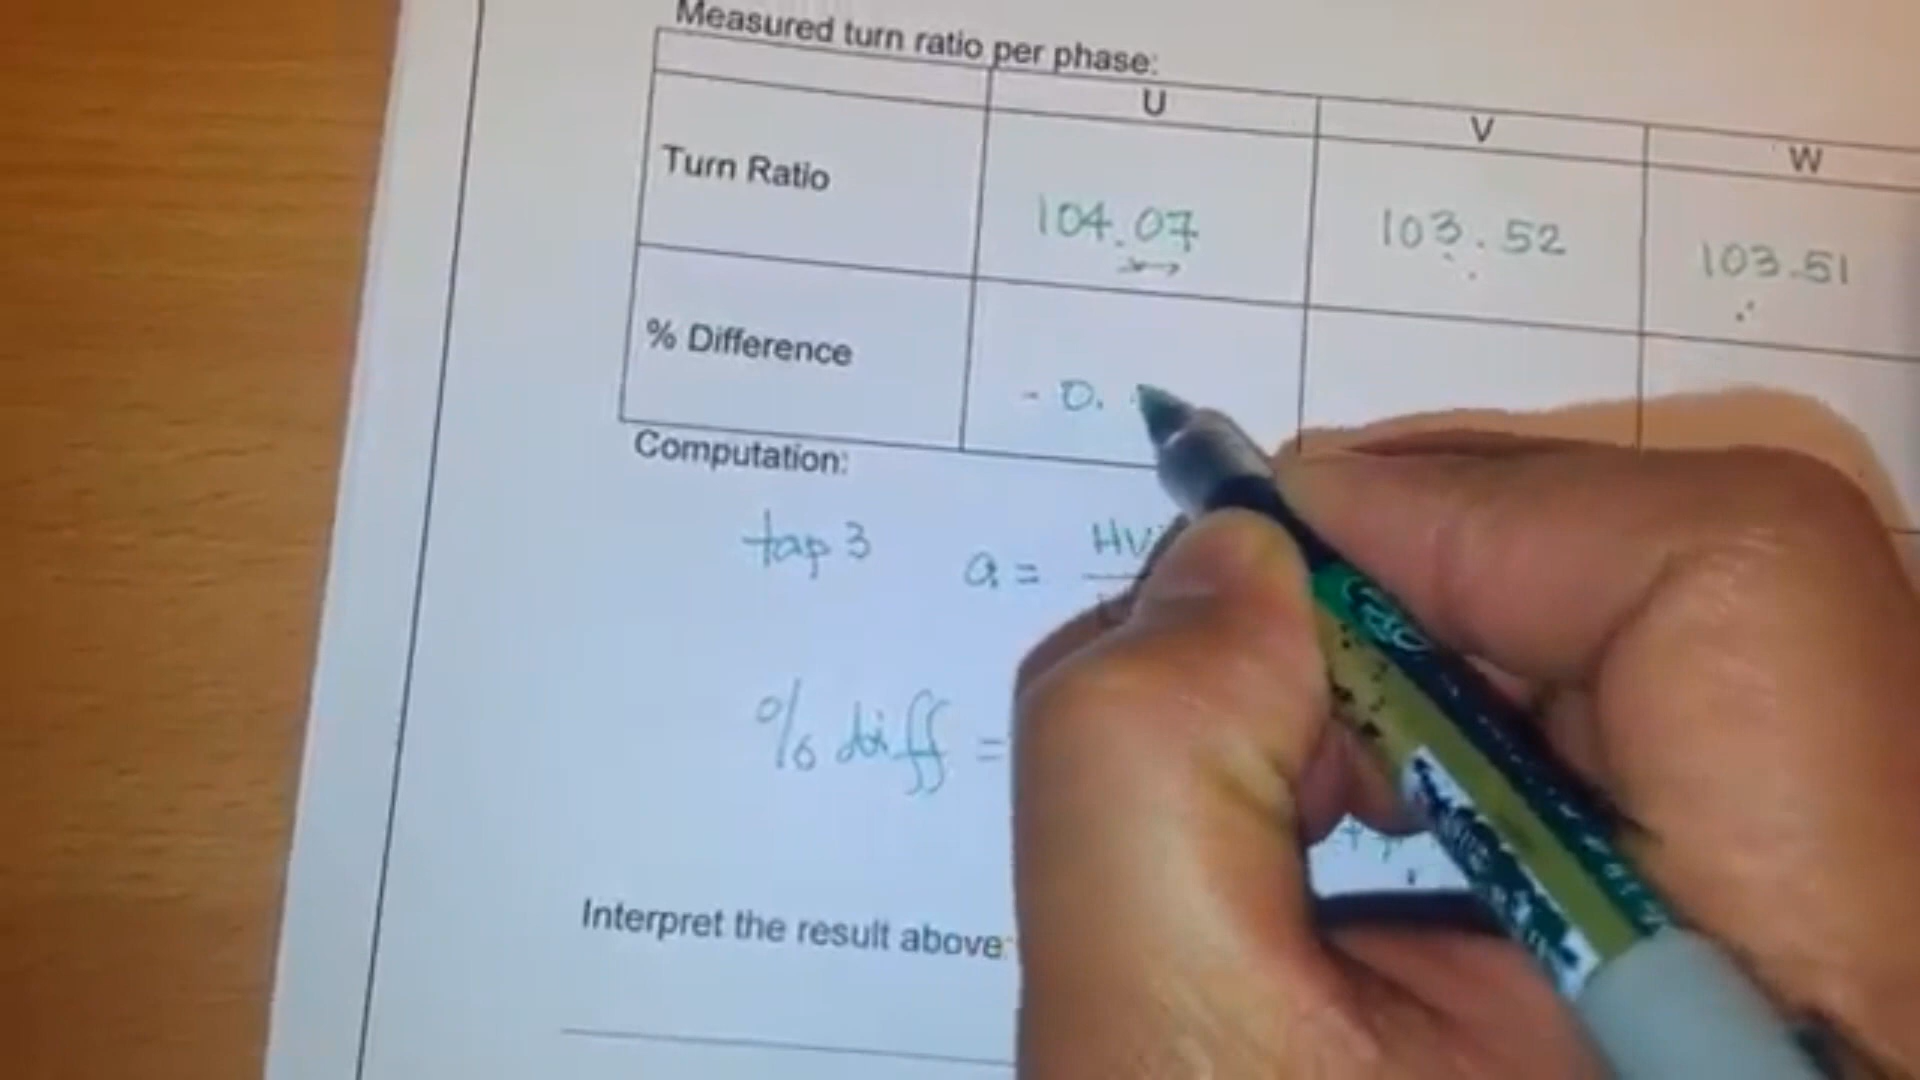 Measured turn ratio per phase:
U V W
Turn Ratio 104.07 103.52 103.51
% Difference - 0.
Computation:
tap 3 a = HV
% diff =
Interpret the result above: